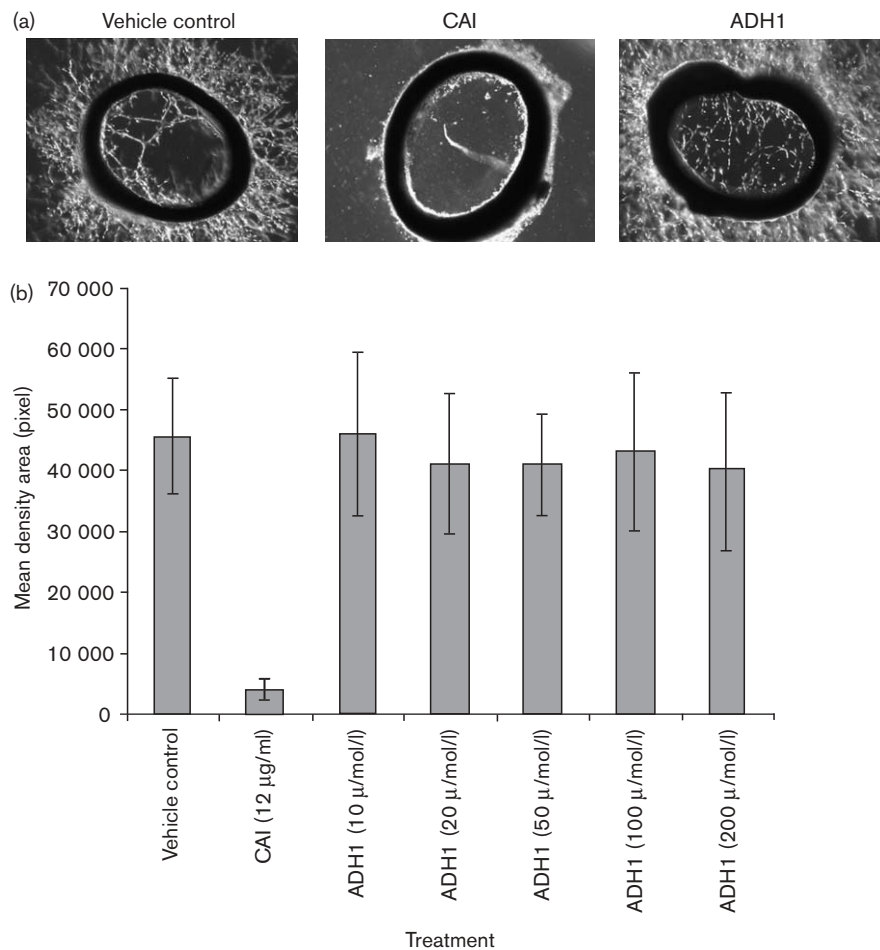 (a)
Vehicle control
CAI
ADH1
(b)
70 000
60 000
50 000
40 000
30 000
20 000
10 000
0
Mean density area (pixel)
Vehicle control
CAI (12 μg/ml)
ADH1 (10 μ/mol/l)
ADH1 (20 μ/mol/l)
ADH1 (50 μ/mol/l)
ADH1 (100 μ/mol/l)
ADH1 (200 μ/mol/l)
Treatment